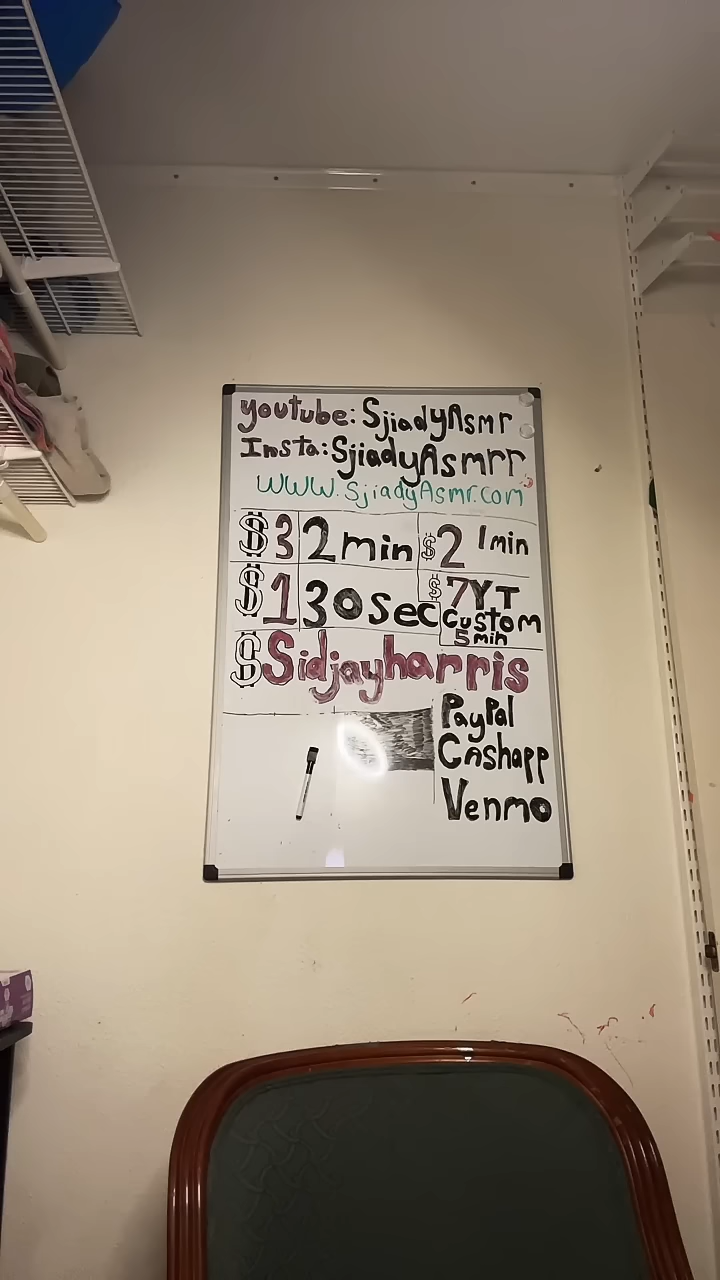 youtube: SjiadyAsmr
Insta: SjiadyAsmrr
www.SjiadyAsmr.com
$3 2min $2 1min
$1 30sec $7YT
Custom
5min
$Sidjayharris
PayPal
CAshapp
Venmo